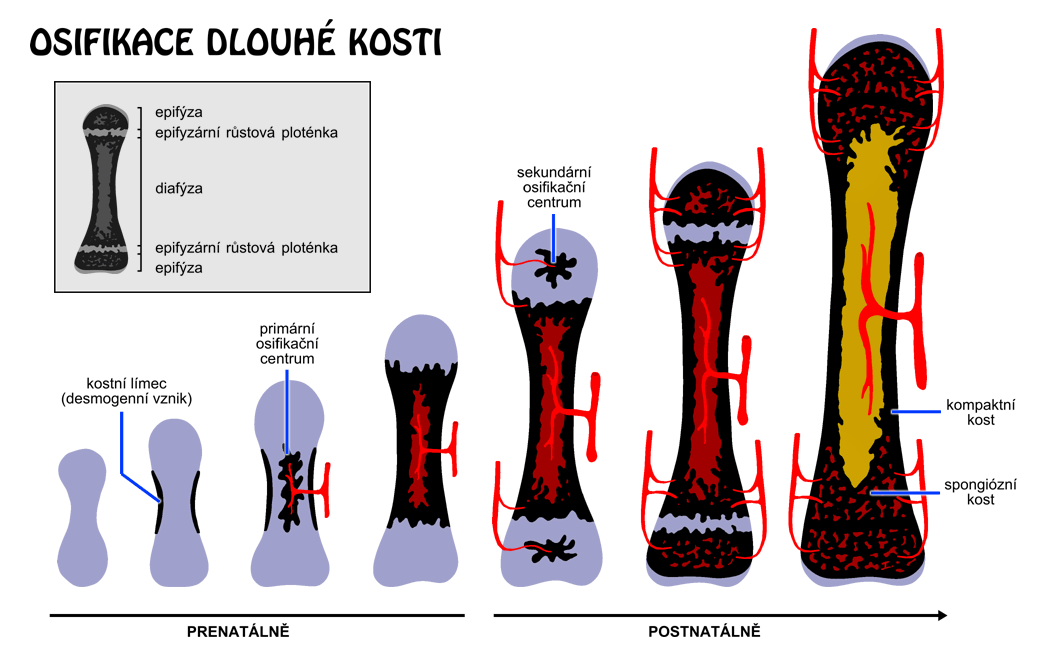 OSIFIKACE DLOUHÉ KOSTI
epifýza
epifyzární růstová ploténka
diafýza
epifyzární růstová ploténka
epifýza
kostní límec
(desmogenní vznik)
primární
osifikační
centrum
sekundární
osifikační
centrum
kompaktní
kost
spongiózní
kost
PRENATÁLNĚ
POSTNATÁLNĚ